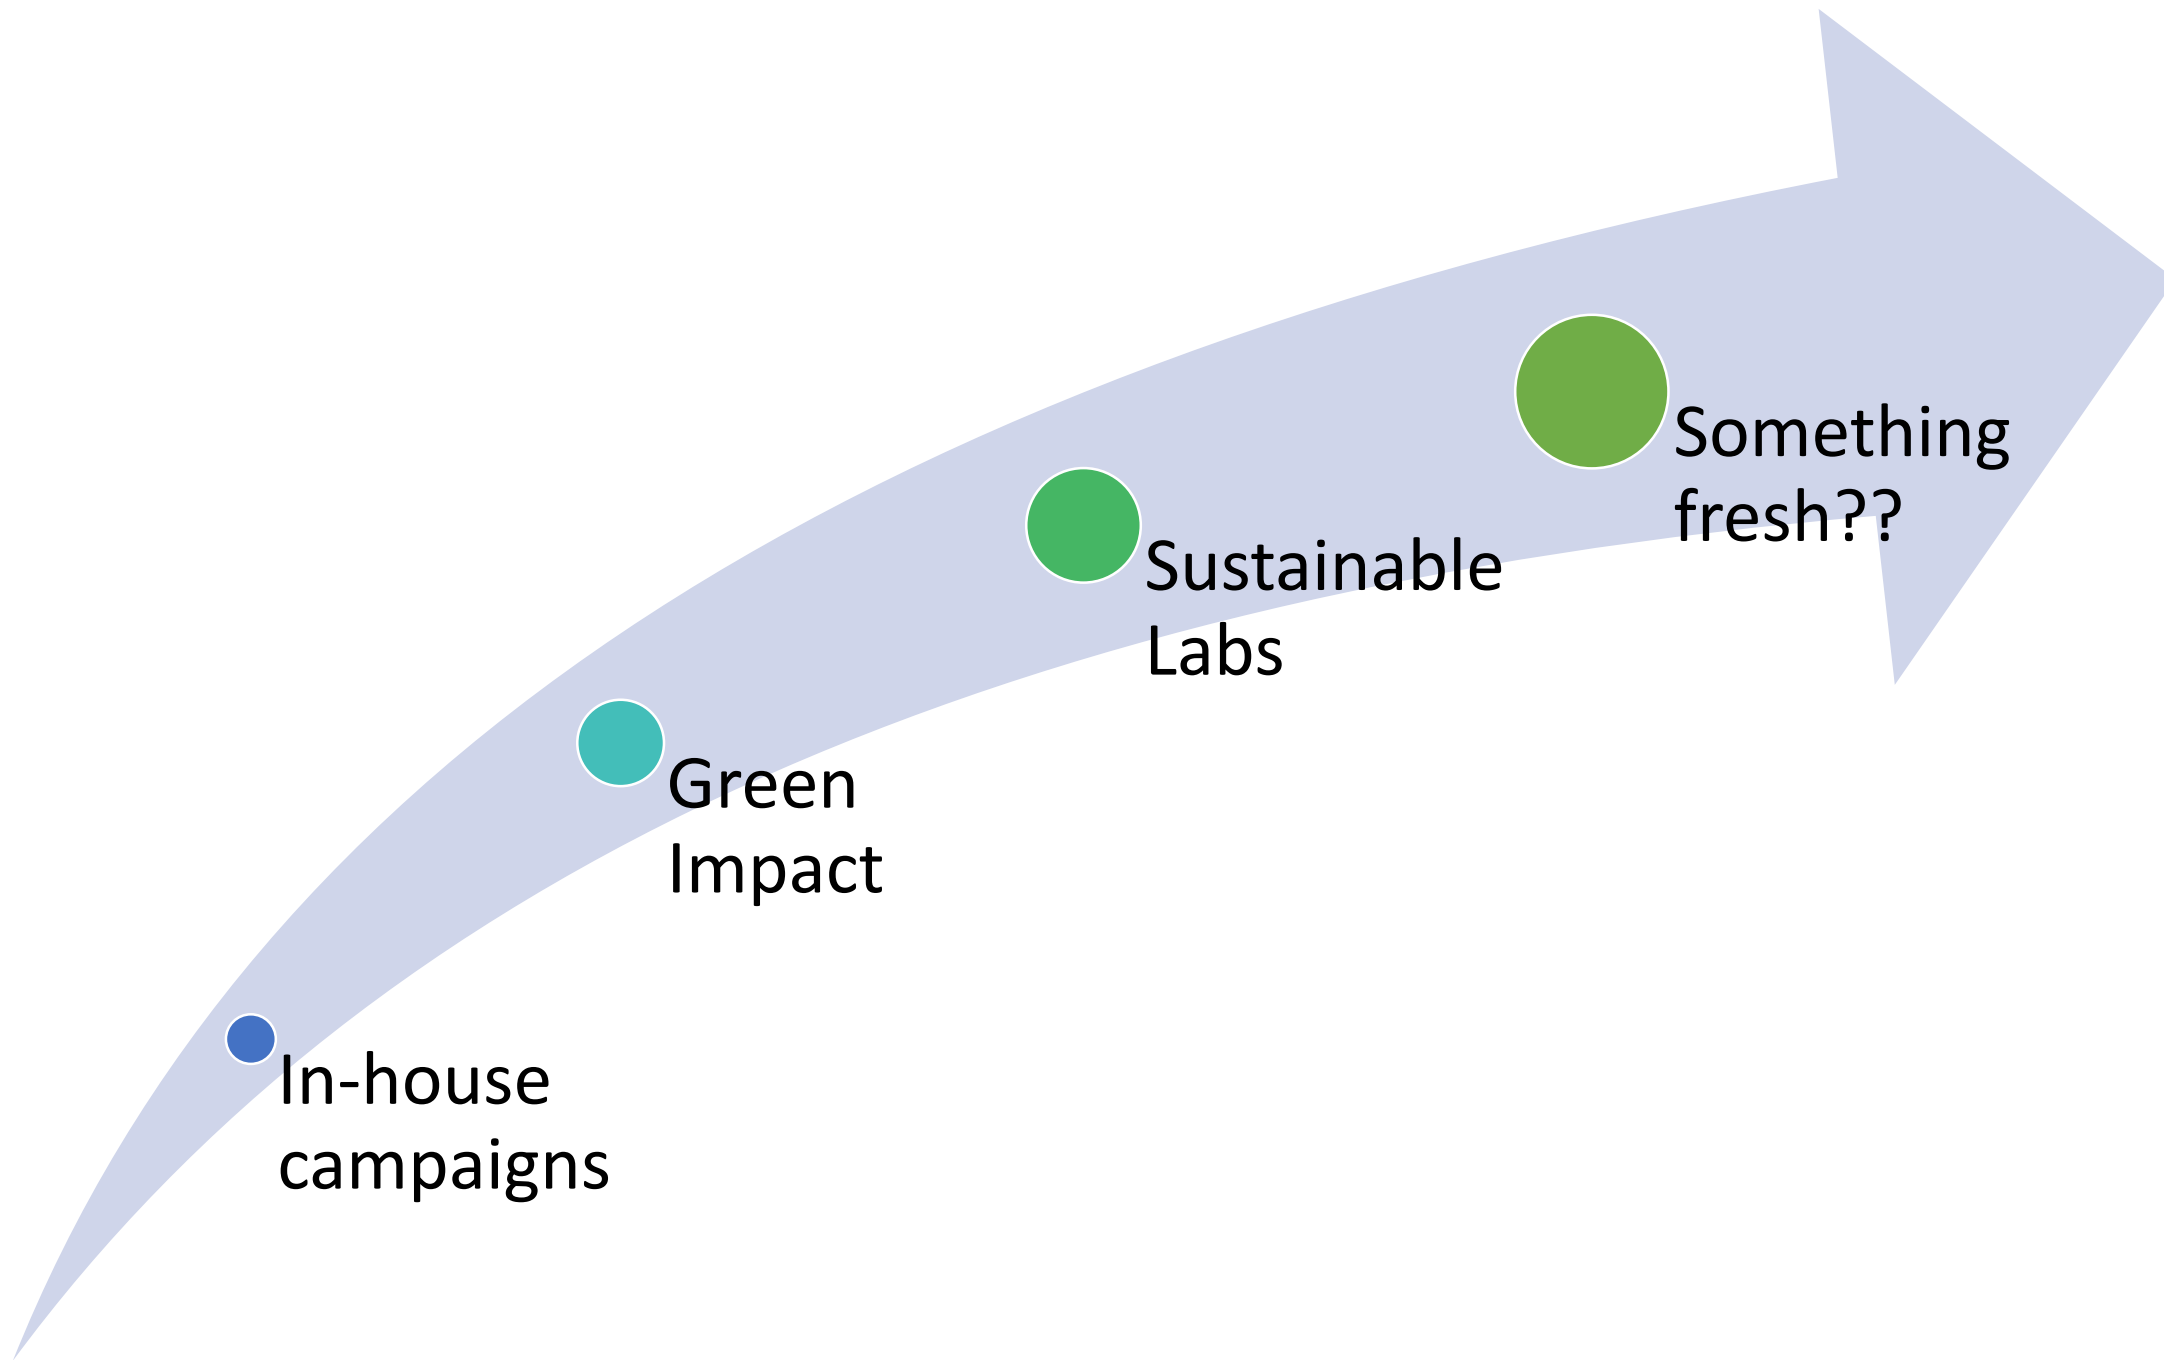 In-house
campaigns
Green
Impact
Sustainable
Labs
Something
fresh??